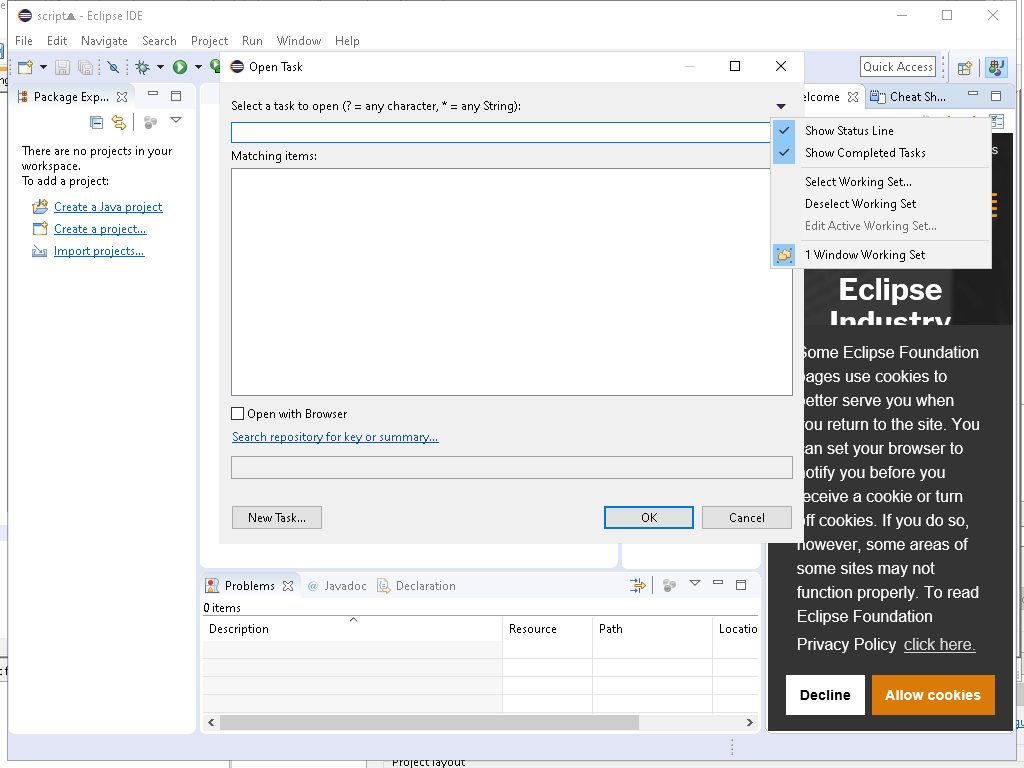 script - Eclipse IDE
File Edit Navigate Search Project Run Window Help
Quick Access
Package Exp...
There are no projects in your
workspace.
To add a project:
Create a Java project
Create a project...
Import projects...
Open Task
Select a task to open (? = any character, * = any String):
Matching items:
Open with Browser
Search repository for key or summary...
New Task...
OK
Cancel
elcome
Cheat Sh...
Show Status Line
Show Completed Tasks
Select Working Set...
Deselect Working Set
Edit Active Working Set...
1 Window Working Set
s
Eclipse
Industry
Some Eclipse Foundation
pages use cookies to
better serve you when
you return to the site. You
can set your browser to
notify you before you
receive a cookie or turn
off cookies. If you do so,
however, some areas of
some sites may not
function properly. To read
Eclipse Foundation
Privacy Policy click here.
Decline
Allow cookies
Problems
@ Javadoc
Declaration
0 items
Description Resource Path Locatio
Project layout